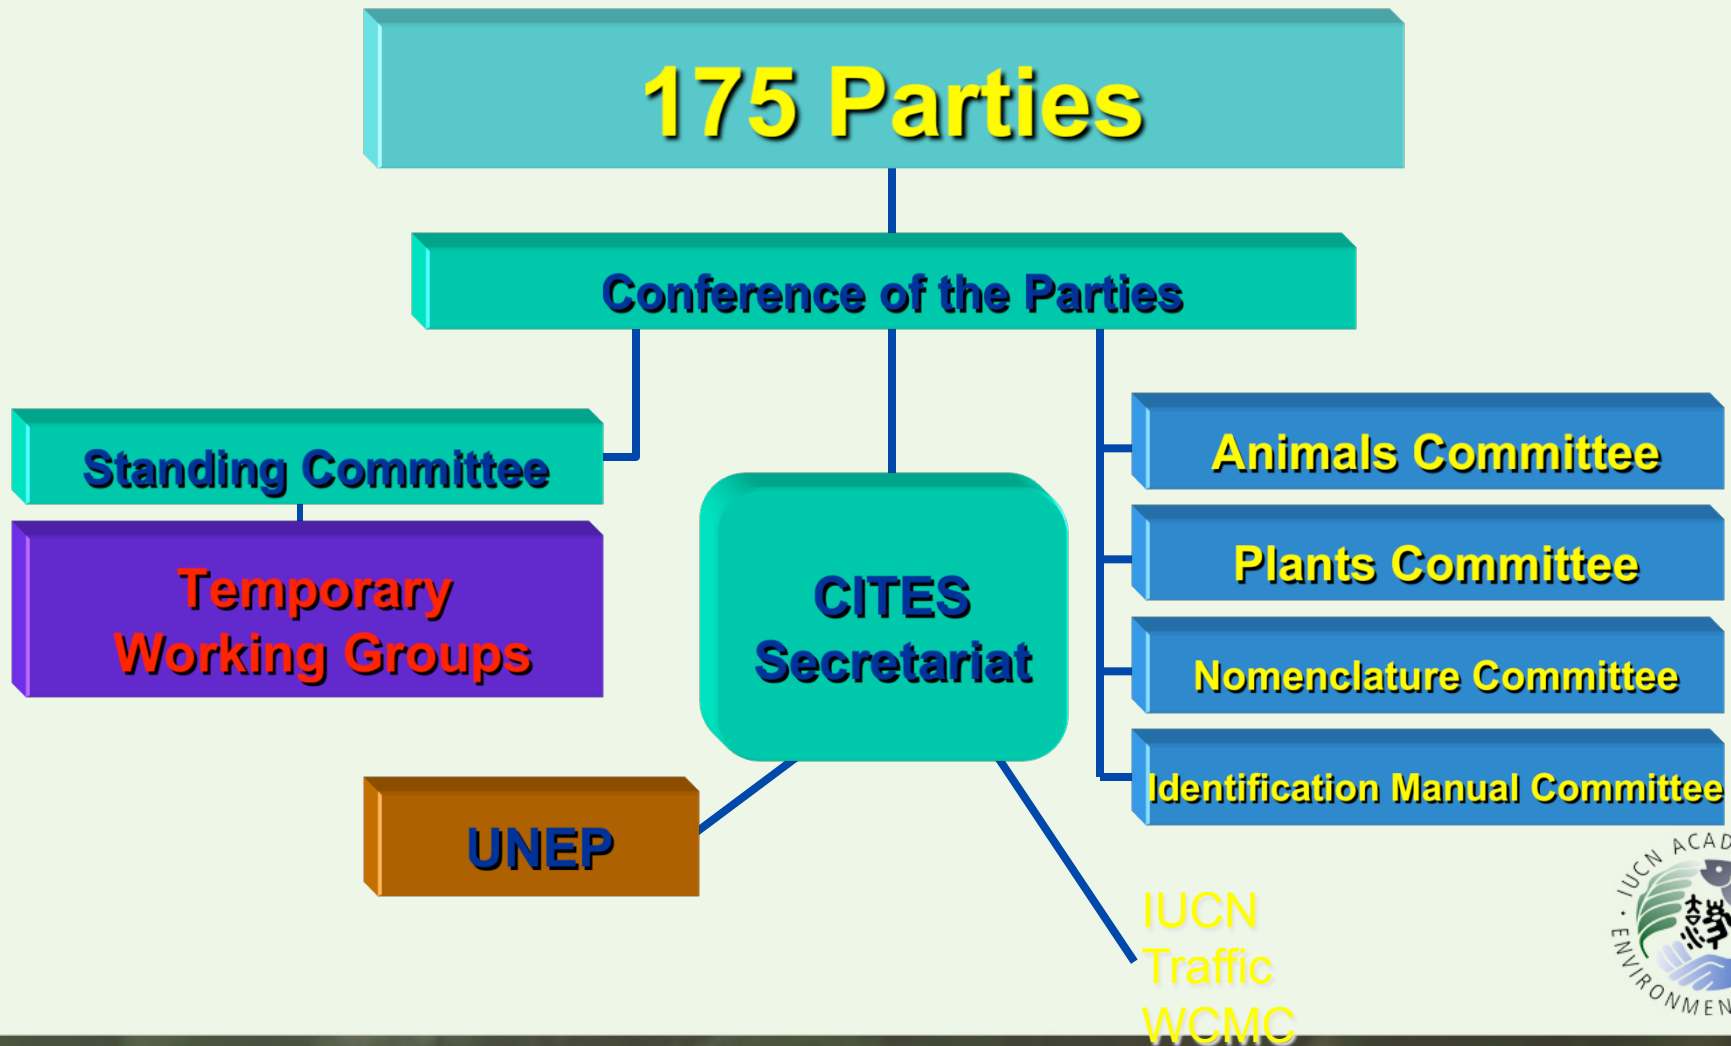 175 Parties
Conference of the Parties
Standing Committee
Temporary
Working Groups
CITES
Secretariat
Animals Committee
Plants Committee
Nomenclature Committee
Identification Manual Committee
UNEP
IUCN
Traffic
WCMC
IUCN ACAD
ENVIRONMEN